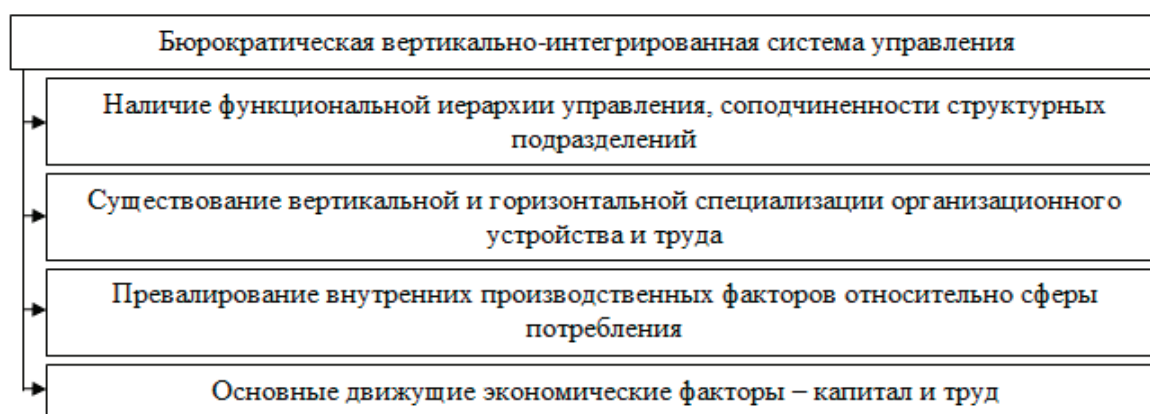 Бюрократическая вертикально-интегрированная система управления
Наличие функциональной иерархии управления, соподчиненности структурных
подразделений
Существование вертикальной и горизонтальной специализации организационного
устройства и труда
Превалирование внутренних производственных факторов относительно сферы
потребления
Основные движущие экономические факторы – капитал и труд